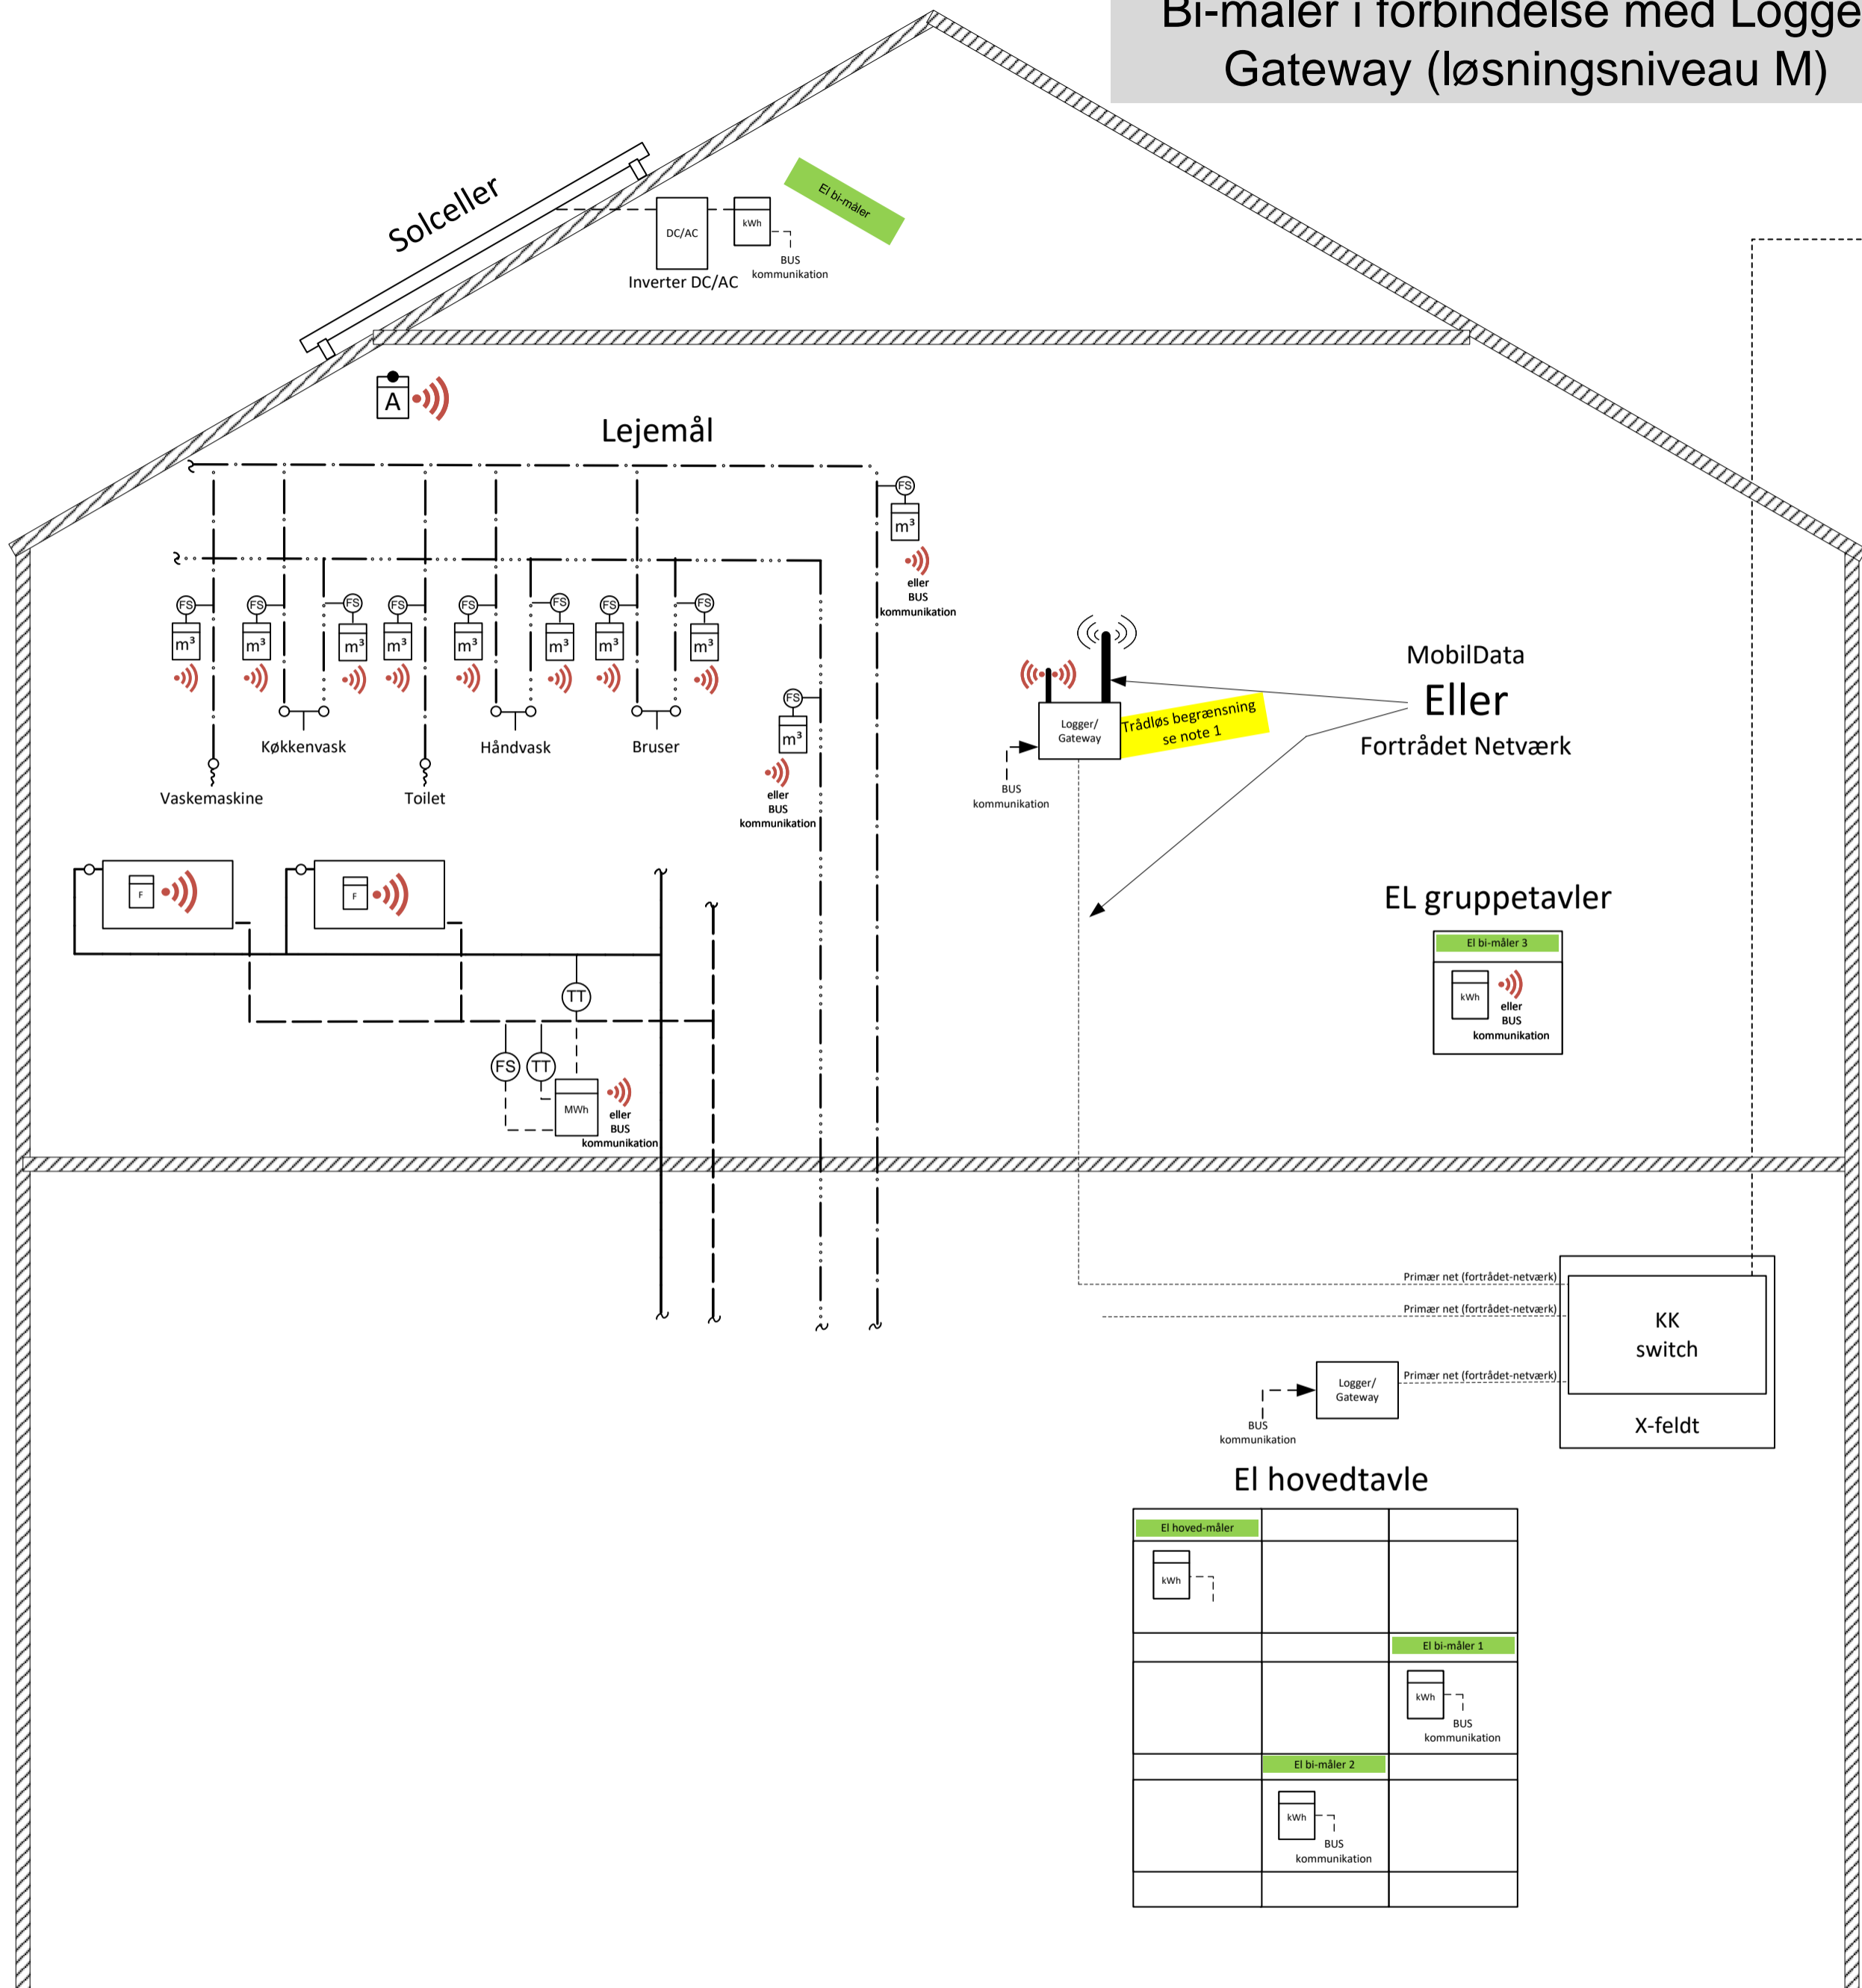 Bi-måler i forbindelse med Logge
Gateway (løsningsniveau M)
Solceller
El bi-måler
DC/AC
kWh
BUS
kommunikation
Inverter DC/AC
A
Lejemål
FS
m³
eller
BUS
kommunikation
FS
m³
FS
m³
FS
m³
FS
m³
FS
m³
FS
m³
FS
m³
FS
m³
FS
m³
eller
BUS
kommunikation
Køkkenvask
Håndvask
Bruser
Vaskemaskine
Toilet
Logger/
Gateway
Trådløs begrænsning
se note 1
BUS
kommunikation
MobilData
Eller
Fortrådet Netværk
F
F
TT
FS
TT
MWh
eller
BUS
kommunikation
EL gruppetavler
El bi-måler 3
kWh
eller
BUS
kommunikation
Primær net (fortrådet-netværk)
Primær net (fortrådet-netværk)
Primær net (fortrådet-netværk)
KK
switch
X-feldt
Logger/
Gateway
BUS
kommunikation
El hovedtavle
El hoved-måler
kWh
El bi-måler 1
kWh
BUS
kommunikation
El bi-måler 2
kWh
BUS
kommunikation